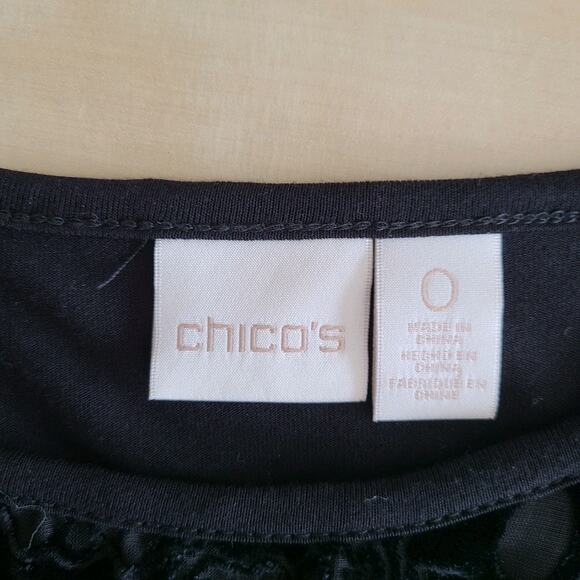 chico's
0
MADE IN
CHINA
HECHO EN
CHINA
FABRIQUÉ EN
CHINE